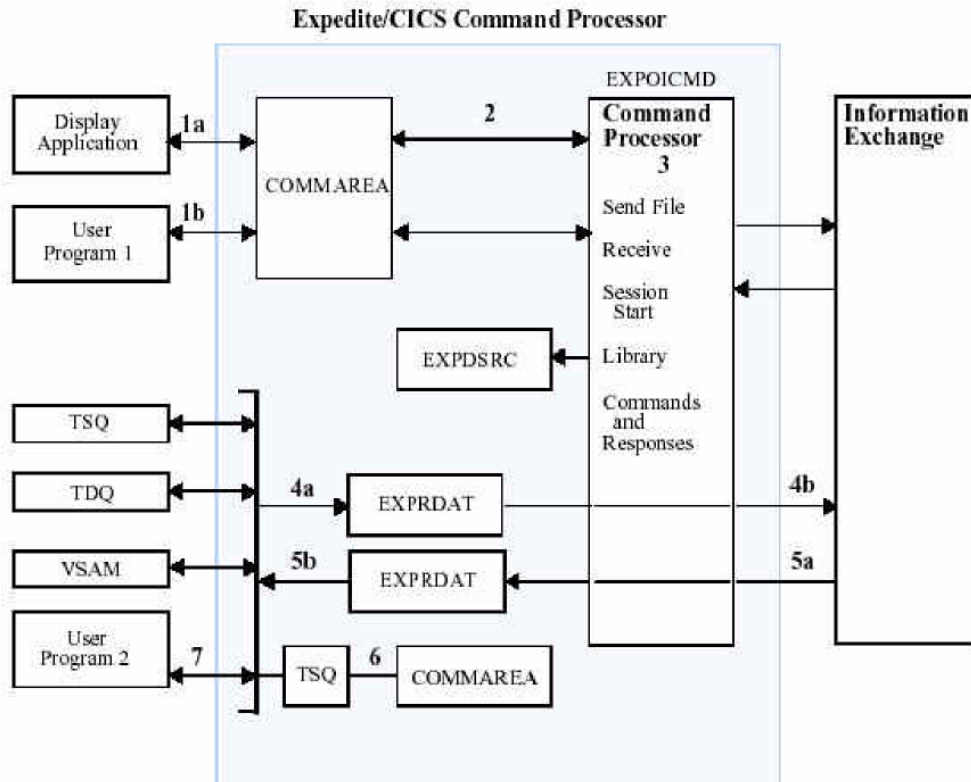 Expedite/CICS Command Processor
EXPOICMD
Display
Application
1a
COMMAREA
2
Command
Processor
3
Information
Exchange
User
Program 1
1b
Send File
Receive
Session
Start
EXPDSRC
Library
Commands
and
Responses
TSQ
TDQ
4a
EXPRDAT
4b
VSAM
5b
EXPRDAT
5a
User
Program 2
7
TSQ
6
COMMAREA